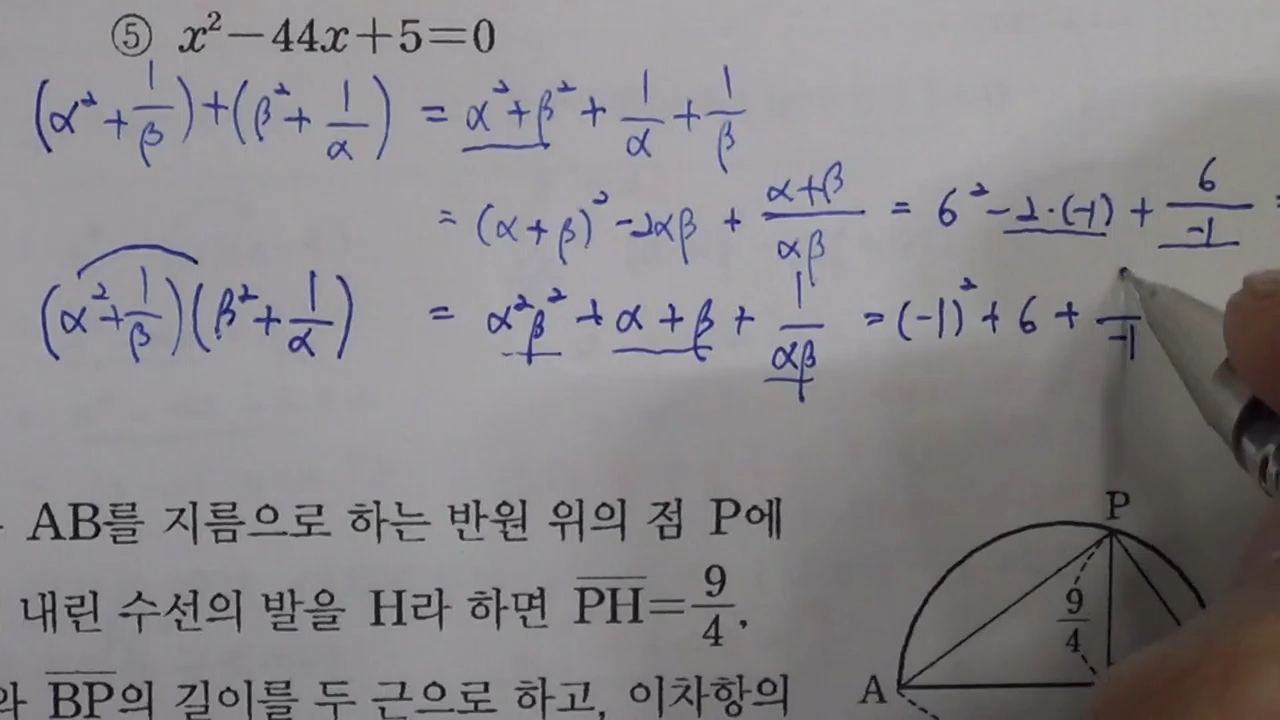 ⑤ x²−44x+5=0
(α²+1/β)+(β²+1/α) = α²+β²+1/α+1/β
= (α+β)²-2αβ+(α+β)/(αβ) = 6²-2·(-1)+6/-1
(α²+1/β)(β²+1/α) = α²β²+α+β+1/(αβ) = (-1)²+6+ /-1
AB를 지름으로 하는 반원 위의 점 P에
내린 수선의 발을 H라 하면 PH=9/4,
BP의 길이를 두 근으로 하고, 이차항의
P
9/4
A